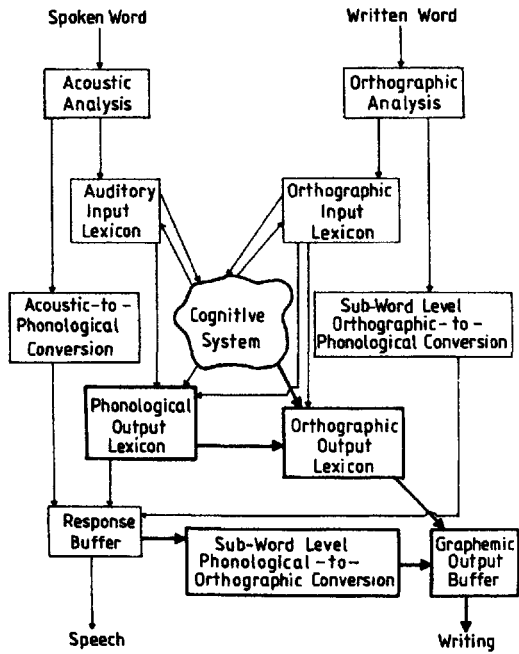 Spoken Word
Written Word
Acoustic
Analysis
Orthographic
Analysis
Auditory
Input
Lexicon
Orthographic
Input
Lexicon
Cognitive
System
Acoustic-to-
Phonological
Conversion
Sub-Word Level
Orthographic-to-
Phonological Conversion
Phonological
Output
Lexicon
Orthographic
Output
Lexicon
Response
Buffer
Sub-Word Level
Phonological-to-
Orthographic Conversion
Graphemic
Output
Buffer
Speech
Writing